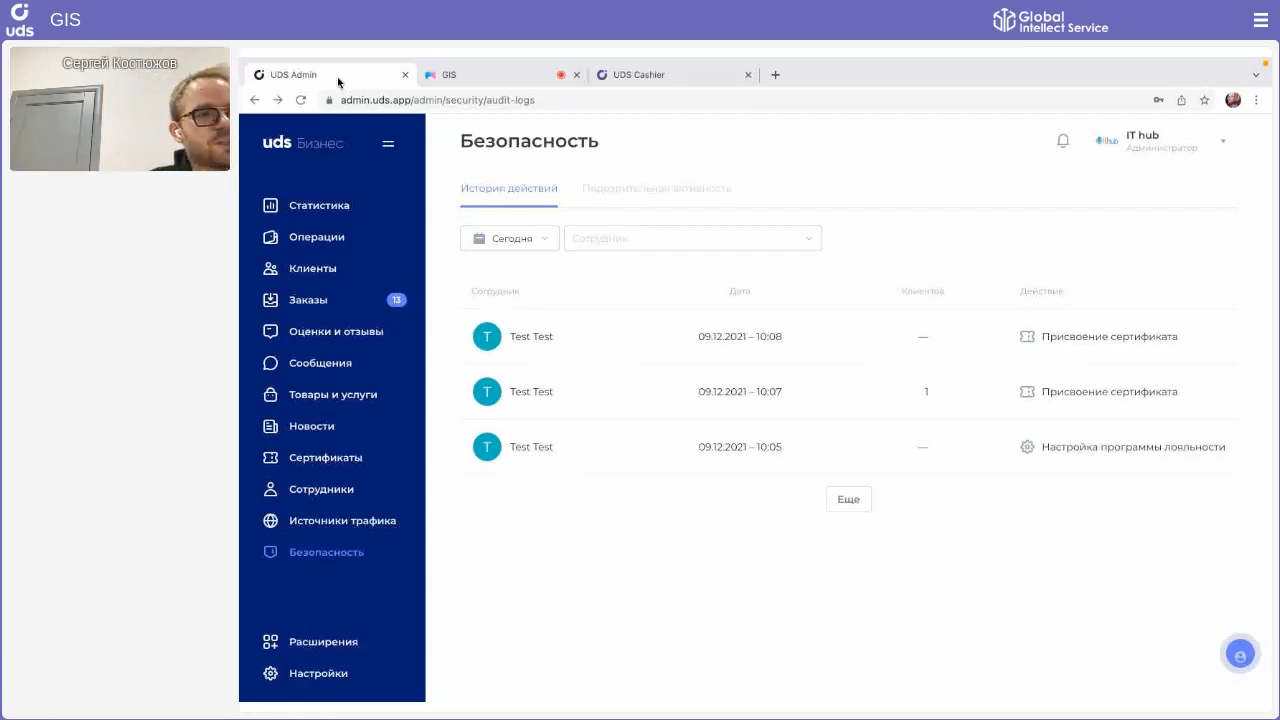 uds
GIS
Global
Intellect Service
Сергей Костюжов
UDS Admin
GIS
UDS Cashier
admin.uds.app/admin/security/audit-logs
uds Бизнес
Статистика
Операции
Клиенты
Заказы 13
Оценки и отзывы
Сообщения
Товары и услуги
Новости
Сертификаты
Сотрудники
Источники трафика
Безопасность
Расширения
Настройки
Безопасность
IT hub
Администратор
История действий Подозрительная активность
Сегодня Сотрудник
Сотрудник Дата Клиентов Действие
T Test Test 09.12.2021 – 10:08 — Присвоение сертификата
T Test Test 09.12.2021 – 10:07 1 Присвоение сертификата
T Test Test 09.12.2021 – 10:05 — Настройка программы лояльности
Еще